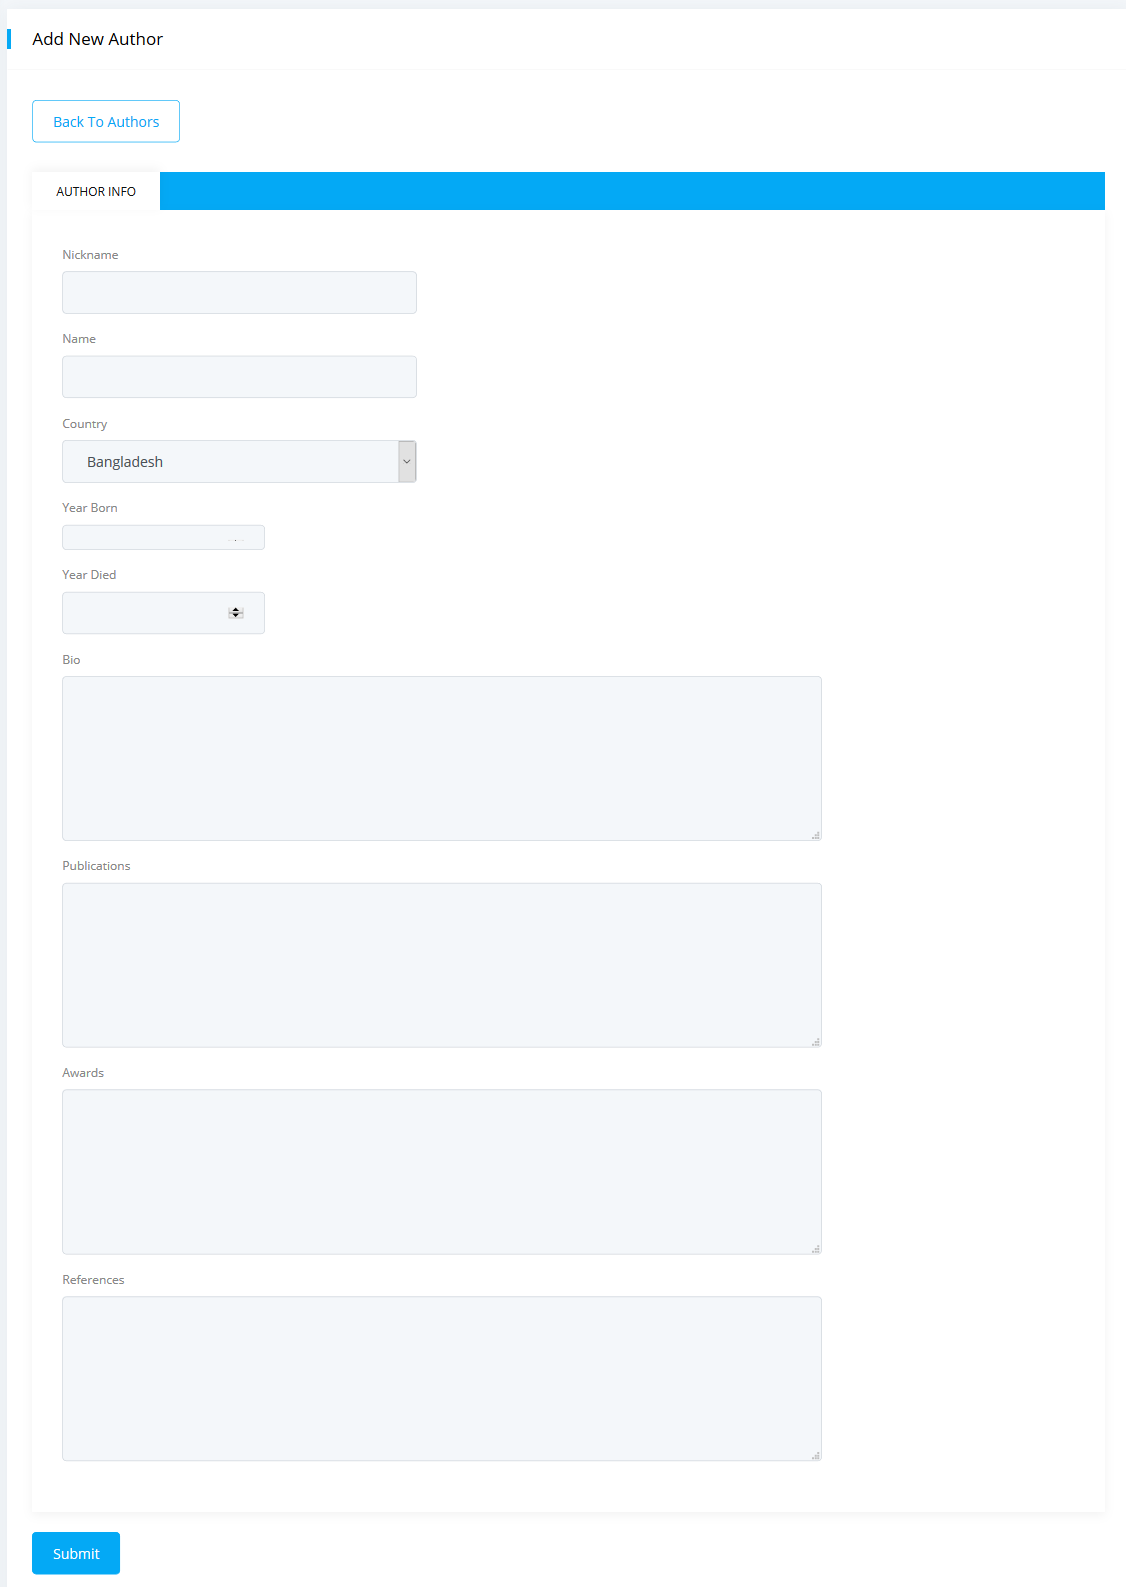 Add New Author
Back To Authors
AUTHOR INFO
Nickname
Name
Country
Bangladesh
Year Born
Year Died
Bio
Publications
Awards
References
Submit